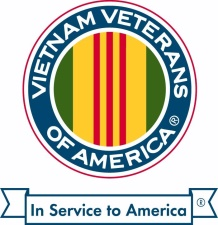 VIETNAM VETERANS
OF AMERICA®
In Service to America ®